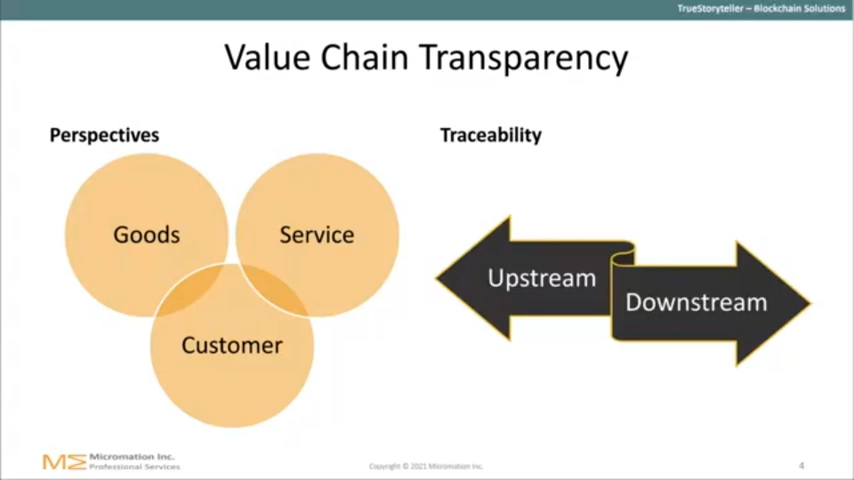 TrueStoryteller – Blockchain Solutions
Value Chain Transparency
Perspectives
Goods
Service
Customer
Traceability
Upstream
Downstream
ME Micromation Inc.
Professional Services
Copyright © 2021 Micromation Inc.
4